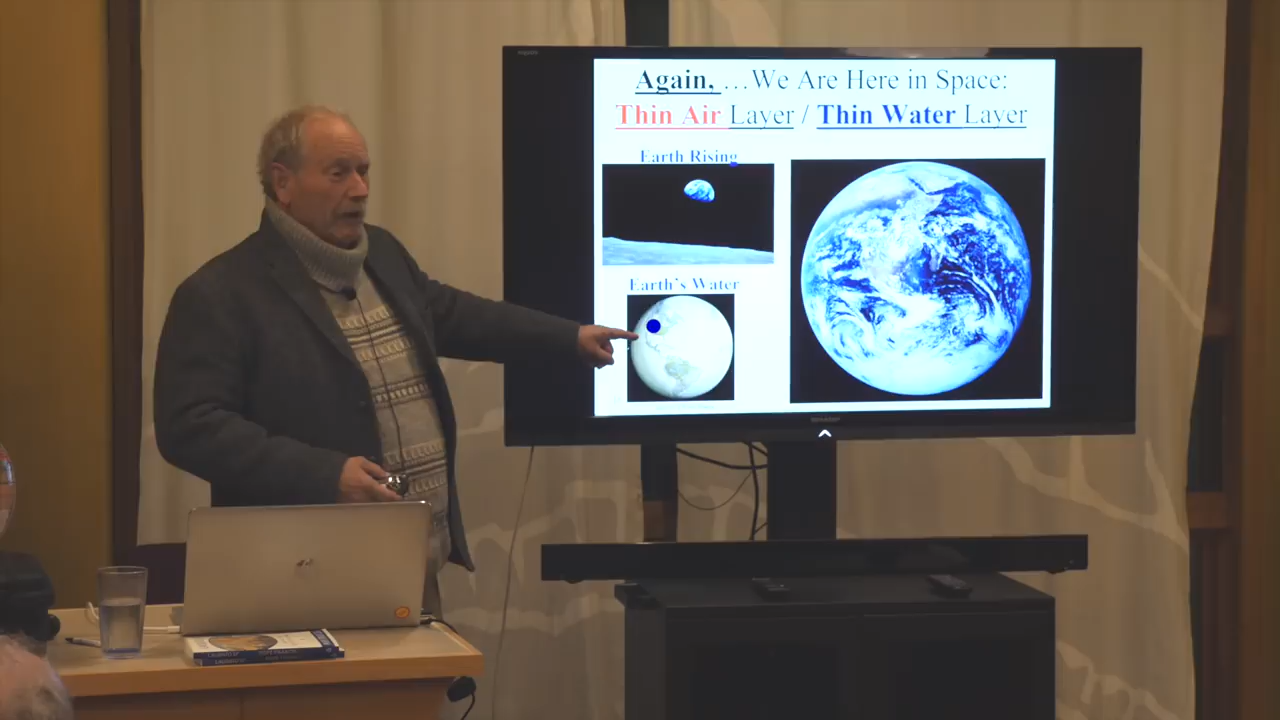 Again, …We Are Here in Space:
Thin Air Layer / Thin Water Layer
Earth Rising
Earth's Water